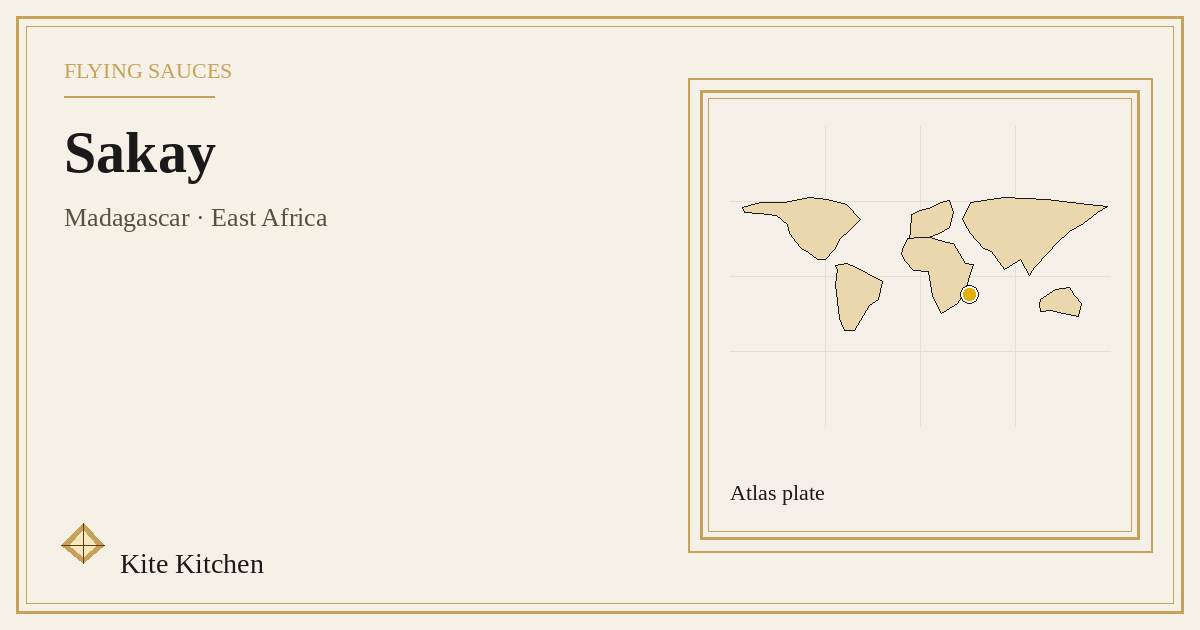 FLYING SAUCES
Sakay
Madagascar · East Africa
Atlas plate
Kite Kitchen